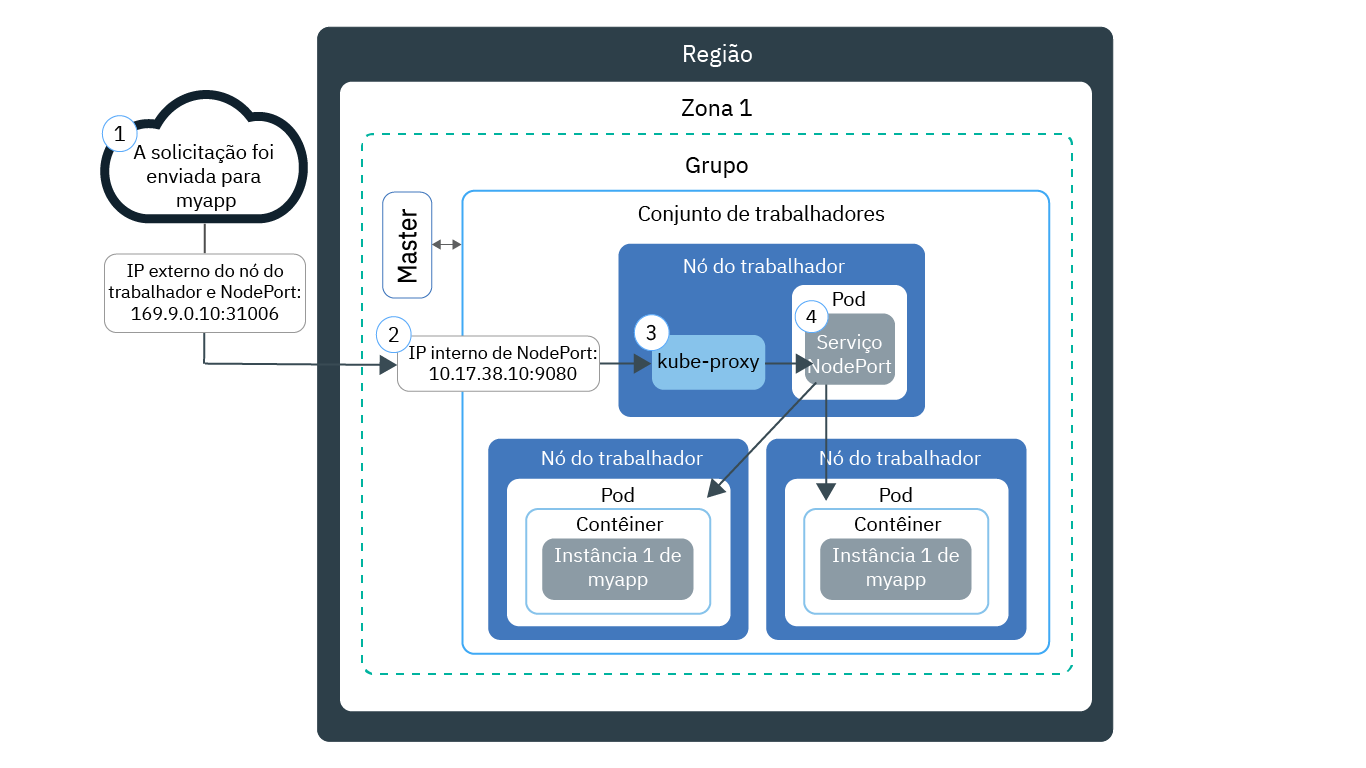 Região
Zona 1
Grupo
1
A solicitação foi
enviada para
myapp
IP externo do nó do
trabalhador e NodePort:
169.9.0.10:31006
Master
Conjunto de trabalhadores
Nó do trabalhador
2
IP interno de NodePort:
10.17.38.10:9080
3
kube-proxy
Pod
4
Serviço
NodePort
Nó do trabalhador
Pod
Contêiner
Instância 1 de
myapp
Nó do trabalhador
Pod
Contêiner
Instância 1 de
myapp